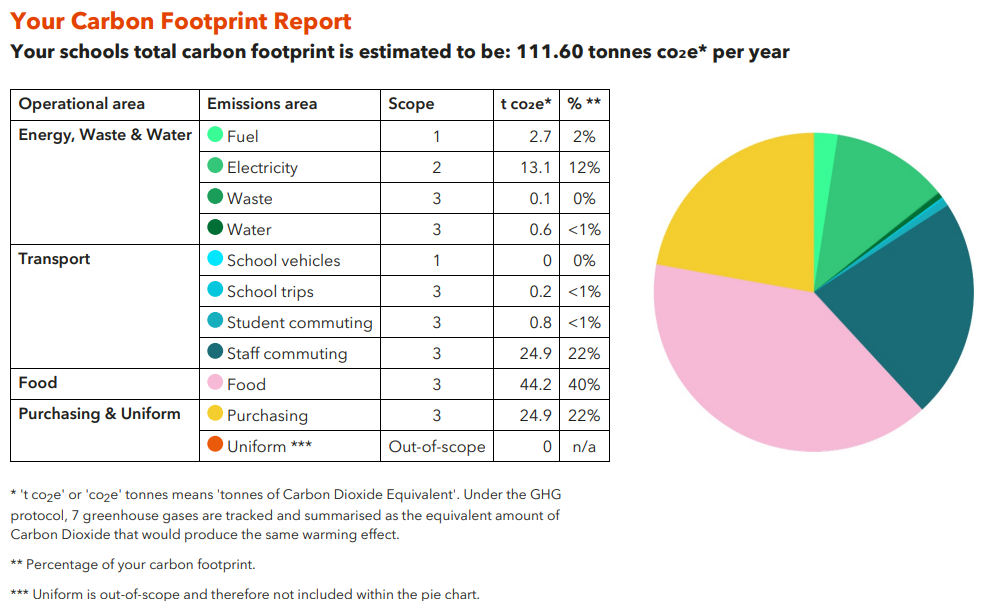 Your Carbon Footprint Report
Your schools total carbon footprint is estimated to be: 111.60 tonnes co₂e* per year
Operational area Emissions area Scope t co₂e* % **
Energy, Waste & Water Fuel 1 2.7 2%
Electricity 2 13.1 12%
Waste 3 0.1 0%
Water 3 0.6 <1%
Transport School vehicles 1 0 0%
School trips 3 0.2 <1%
Student commuting 3 0.8 <1%
Staff commuting 3 24.9 22%
Food Food 3 44.2 40%
Purchasing & Uniform Purchasing 3 24.9 22%
Uniform *** Out-of-scope 0 n/a
* 't co₂e' or 'co₂e' tonnes means 'tonnes of Carbon Dioxide Equivalent'. Under the GHG
protocol, 7 greenhouse gases are tracked and summarised as the equivalent amount of
Carbon Dioxide that would produce the same warming effect.
** Percentage of your carbon footprint.
*** Uniform is out-of-scope and therefore not included within the pie chart.